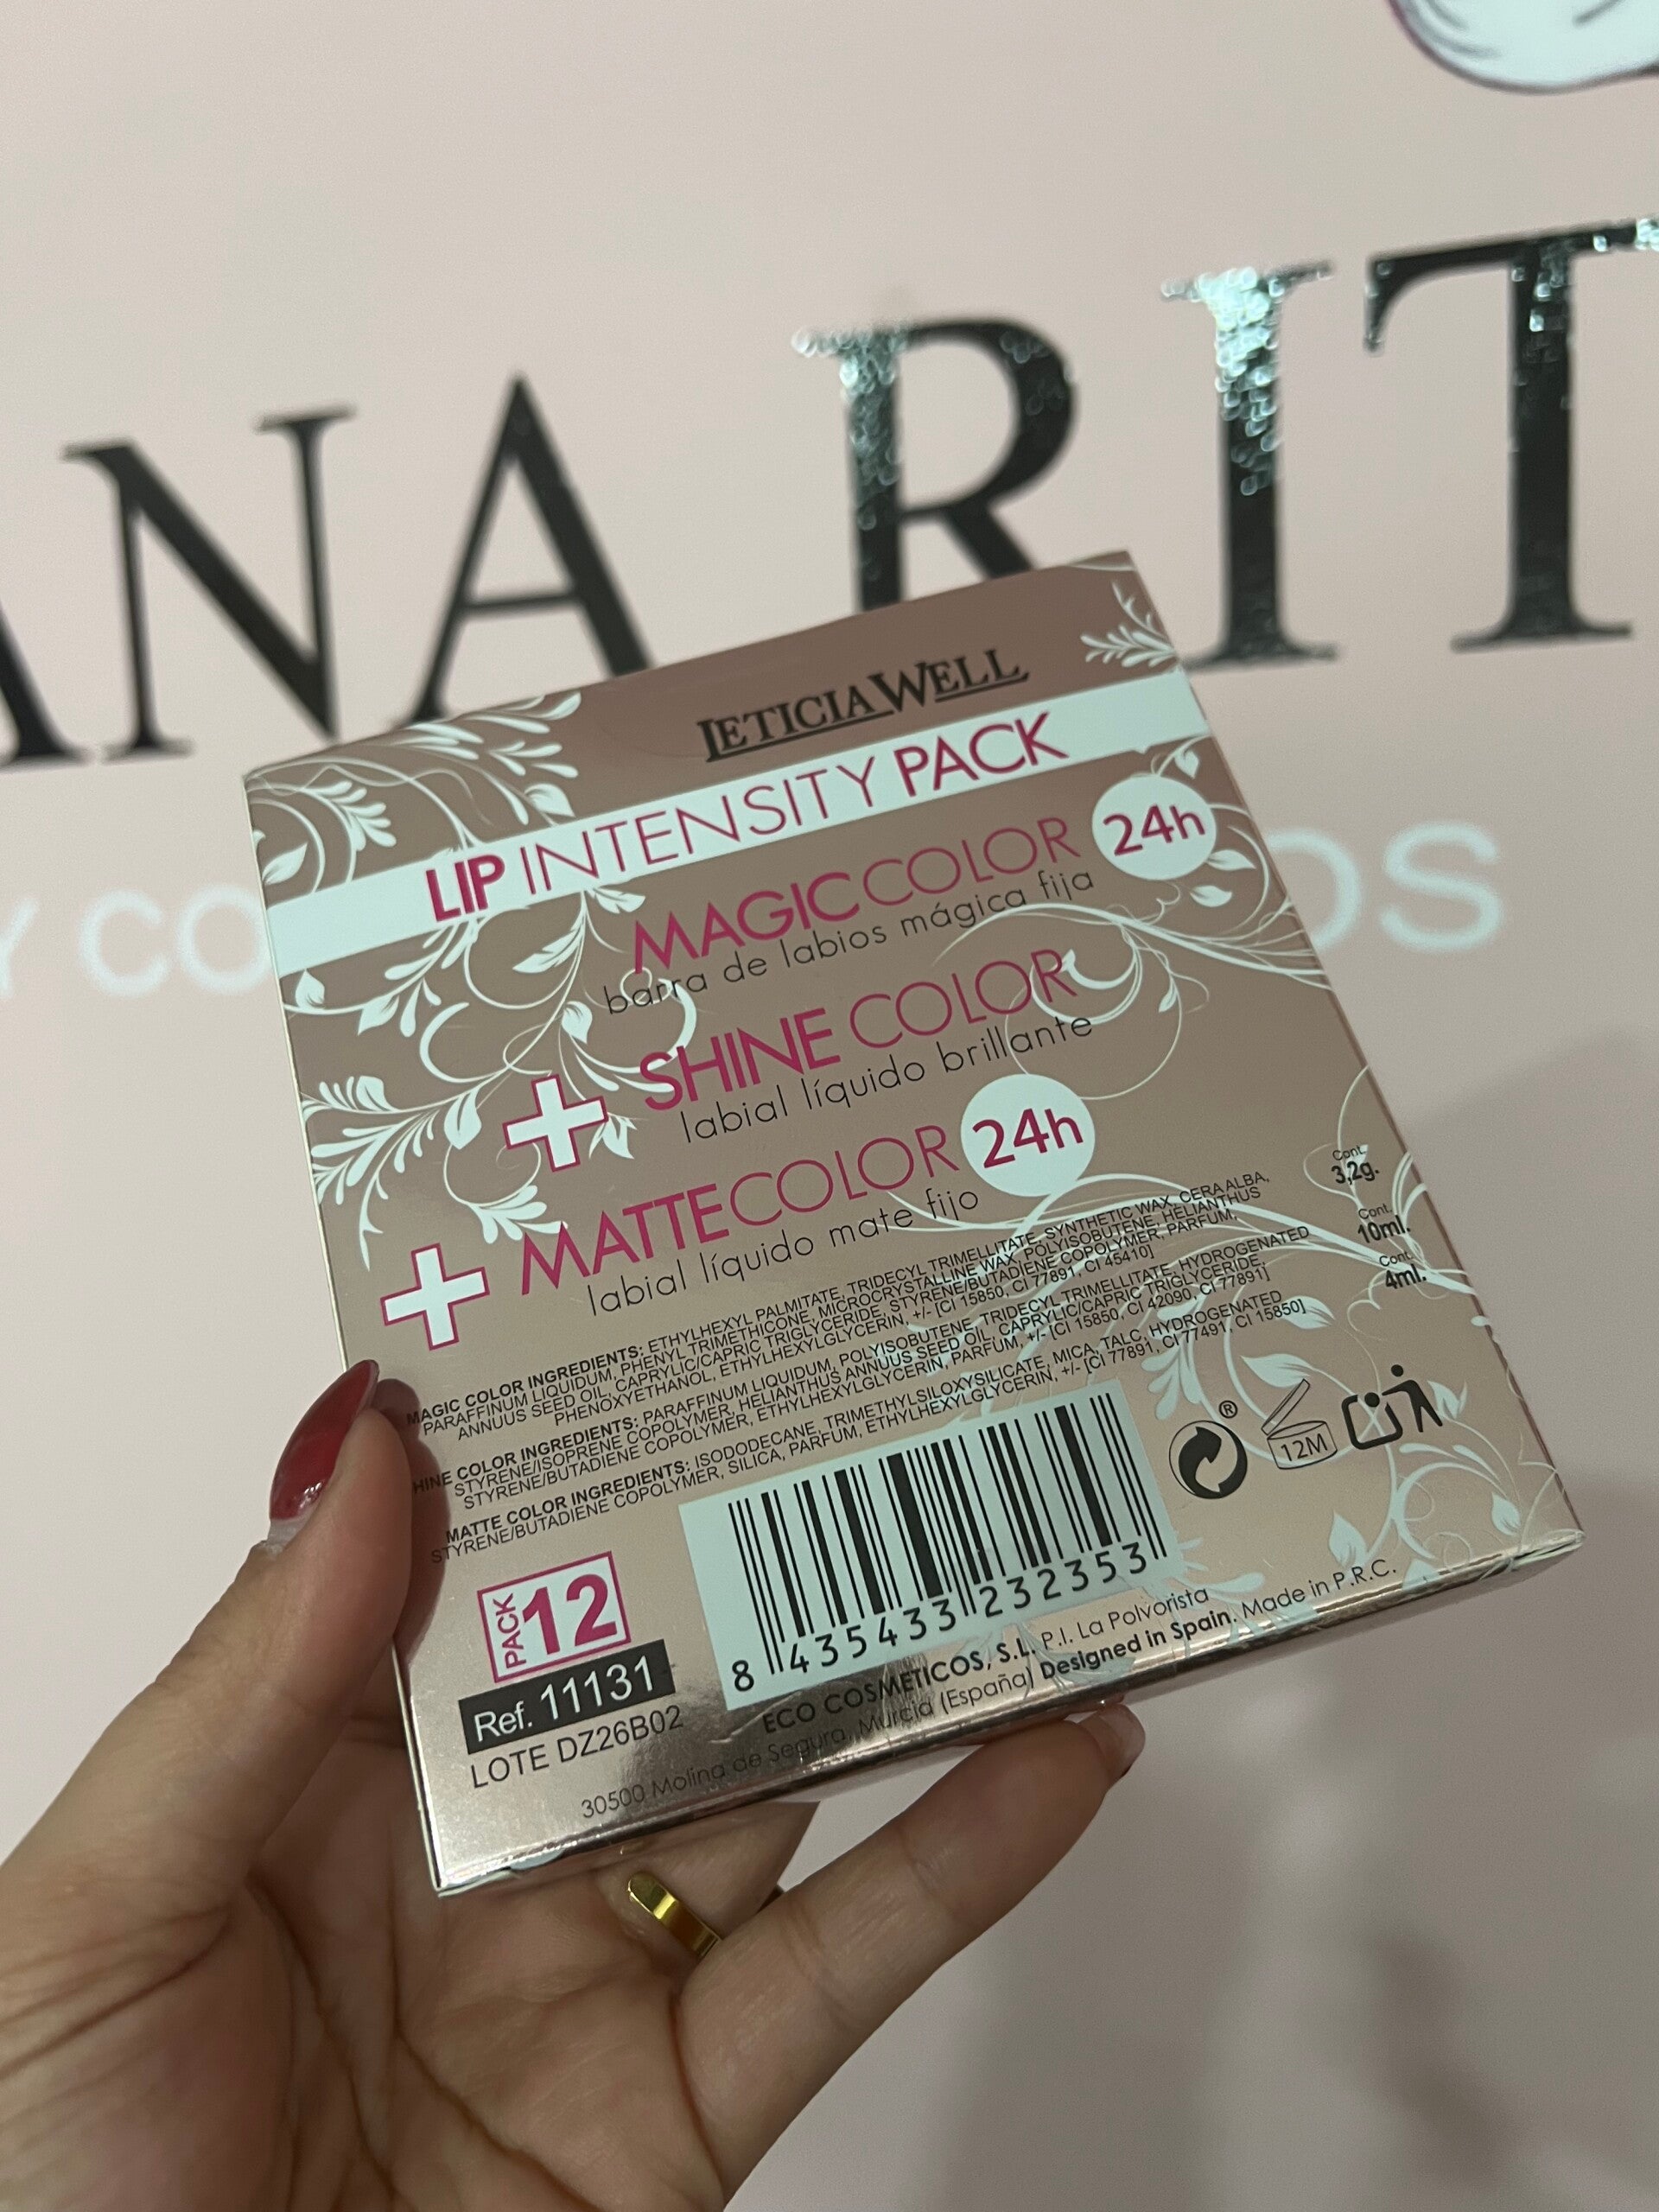 ANA RIT
Y CO
OS
LETICIA WELL
LIP INTENSITY PACK
MAGIC COLOR 24h
barra de labios mágica fija
+ SHINE COLOR
labial líquido brillante
+ MATTE COLOR 24h
labial líquido mate fijo
Cont.
3,2g.
Cont.
10ml.
Cont.
4ml.
MAGIC COLOR INGREDIENTS: ETHYLHEXYL PALMITATE, TRIDECYL TRIMELLITATE, SYNTHETIC WAX, CERA ALBA,
PARAFFINUM LIQUIDUM, PHENYL TRIMETHICONE, MICROCRYSTALLINE WAX, POLYISOBUTENE, HELIANTHUS
ANNUUS SEED OIL, CAPRYLIC/CAPRIC TRIGLYCERIDE, STYRENE/BUTADIENE COPOLYMER, PARFUM,
PHENOXYETHANOL, ETHYLHEXYLGLYCERIN, +/- [CI 15850, CI 77891, CI 45410]
HINE COLOR INGREDIENTS: PARAFFINUM LIQUIDUM, POLYISOBUTENE, TRIDECYL TRIMELLITATE, HYDROGENATED
STYRENE/ISOPRENE COPOLYMER, HELIANTHUS ANNUUS SEED OIL, CAPRYLIC/CAPRIC TRIGLYCERIDE,
STYRENE/BUTADIENE COPOLYMER, ETHYLHEXYLGLYCERIN, PARFUM, +/- [CI 15850, CI 42090, CI 77891]
MATTE COLOR INGREDIENTS: ISODODECANE, TRIMETHYLSILOXYSILICATE, MICA, TALC, HYDROGENATED
STYRENE/BUTADIENE COPOLYMER, SILICA, PARFUM, ETHYLHEXYLGLYCERIN, +/- [CI 77891, CI 77491, CI 15850]
®
12M
PACK 12
Ref. 11131
LOTE DZ26B02
8 435433 232353
ECO COSMETICOS, S.L. P.I. La Polvorista
30500 Molina de Segura, Murcia (España) Designed in Spain. Made in P.R.C.